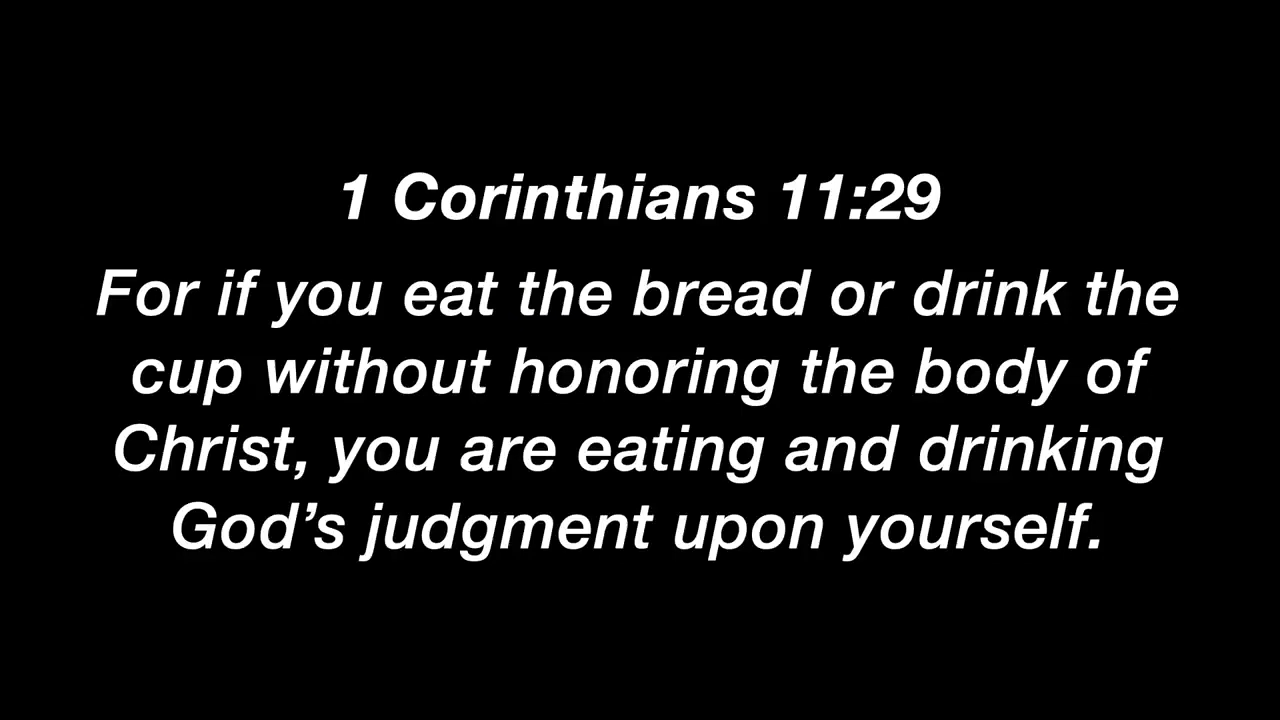 1 Corinthians 11:29
For if you eat the bread or drink the
cup without honoring the body of
Christ, you are eating and drinking
God’s judgment upon yourself.